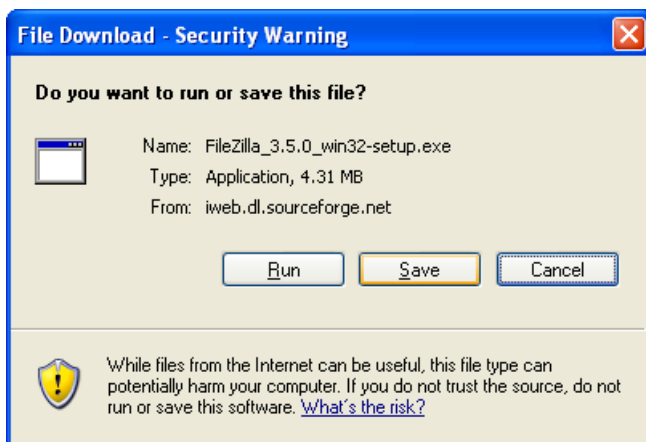 File Download - Security Warning
Do you want to run or save this file?
Name: FileZilla_3.5.0_win32-setup.exe
Type: Application, 4.31 MB
From: iweb.dl.sourceforge.net
Run Save Cancel
While files from the Internet can be useful, this file type can
potentially harm your computer. If you do not trust the source, do not
run or save this software. What's the risk?